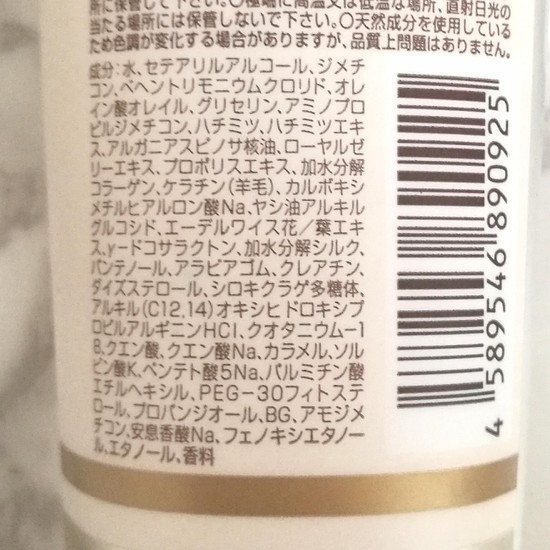 所に保管して下さい。○極端に高温又は低温な場所、直射日光の
当たる場所には保管しないで下さい。○天然成分を使用している
ため色調が変化する場合がありますが、品質上問題はありません。
成分:水、セテアリルアルコール、ジメチ
コン、ベヘントリモニウムクロリド、オレ
イン酸オレイル、グリセリン、アミノプロ
ピルジメチコン、ハチミツ、ハチミツエキ
ス、アルガニアスピノサ核油、ローヤルゼ
リーエキス、プロポリスエキス、加水分解
コラーゲン、ケラチン(羊毛)、カルボキシ
メチルヒアルロン酸Na、ヤシ油アルキル
グルコシド、エーデルワイス花/葉エキ
ス、γ-ドコサラクトン、加水分解シルク、
パンテノール、アラビアゴム、クレアチン、
ダイズステロール、シロキクラゲ多糖体、
アルキル(C12,14)オキシヒドロキシプ
ロピルアルギニンHCl、クオタニウム-1
8、クエン酸、クエン酸Na、カラメル、ソル
ビン酸K、ペンテト酸5Na、パルミチン酸
エチルヘキシル、PEG-30フィトステ
ロール、プロパンジオール、BG、アモジメ
チコン、安息香酸Na、フェノキシエタノー
ル、エタノール、香料
4 589546 890925